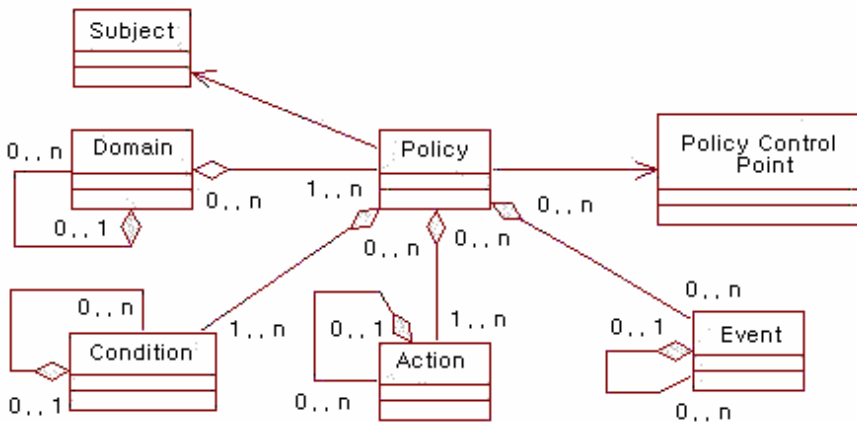 Subject
0,,n
Domain
Policy
Policy Control
Point
0,,n
1,,n
0,,n
0,,1
0,,n
0,,n
0,,n
1,,n
0,,1
1,,n
0,,n
0,,1
Condition
Action
Event
0,,1
0,,n
0,,n